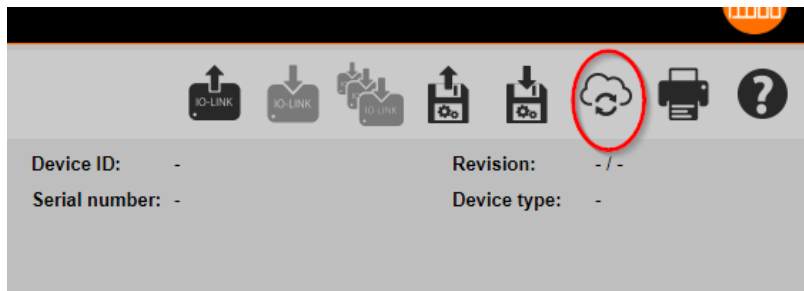 IO-LINK IO-LINK IO-LINK
Device ID: - Revision: - / -
Serial number: - Device type: -